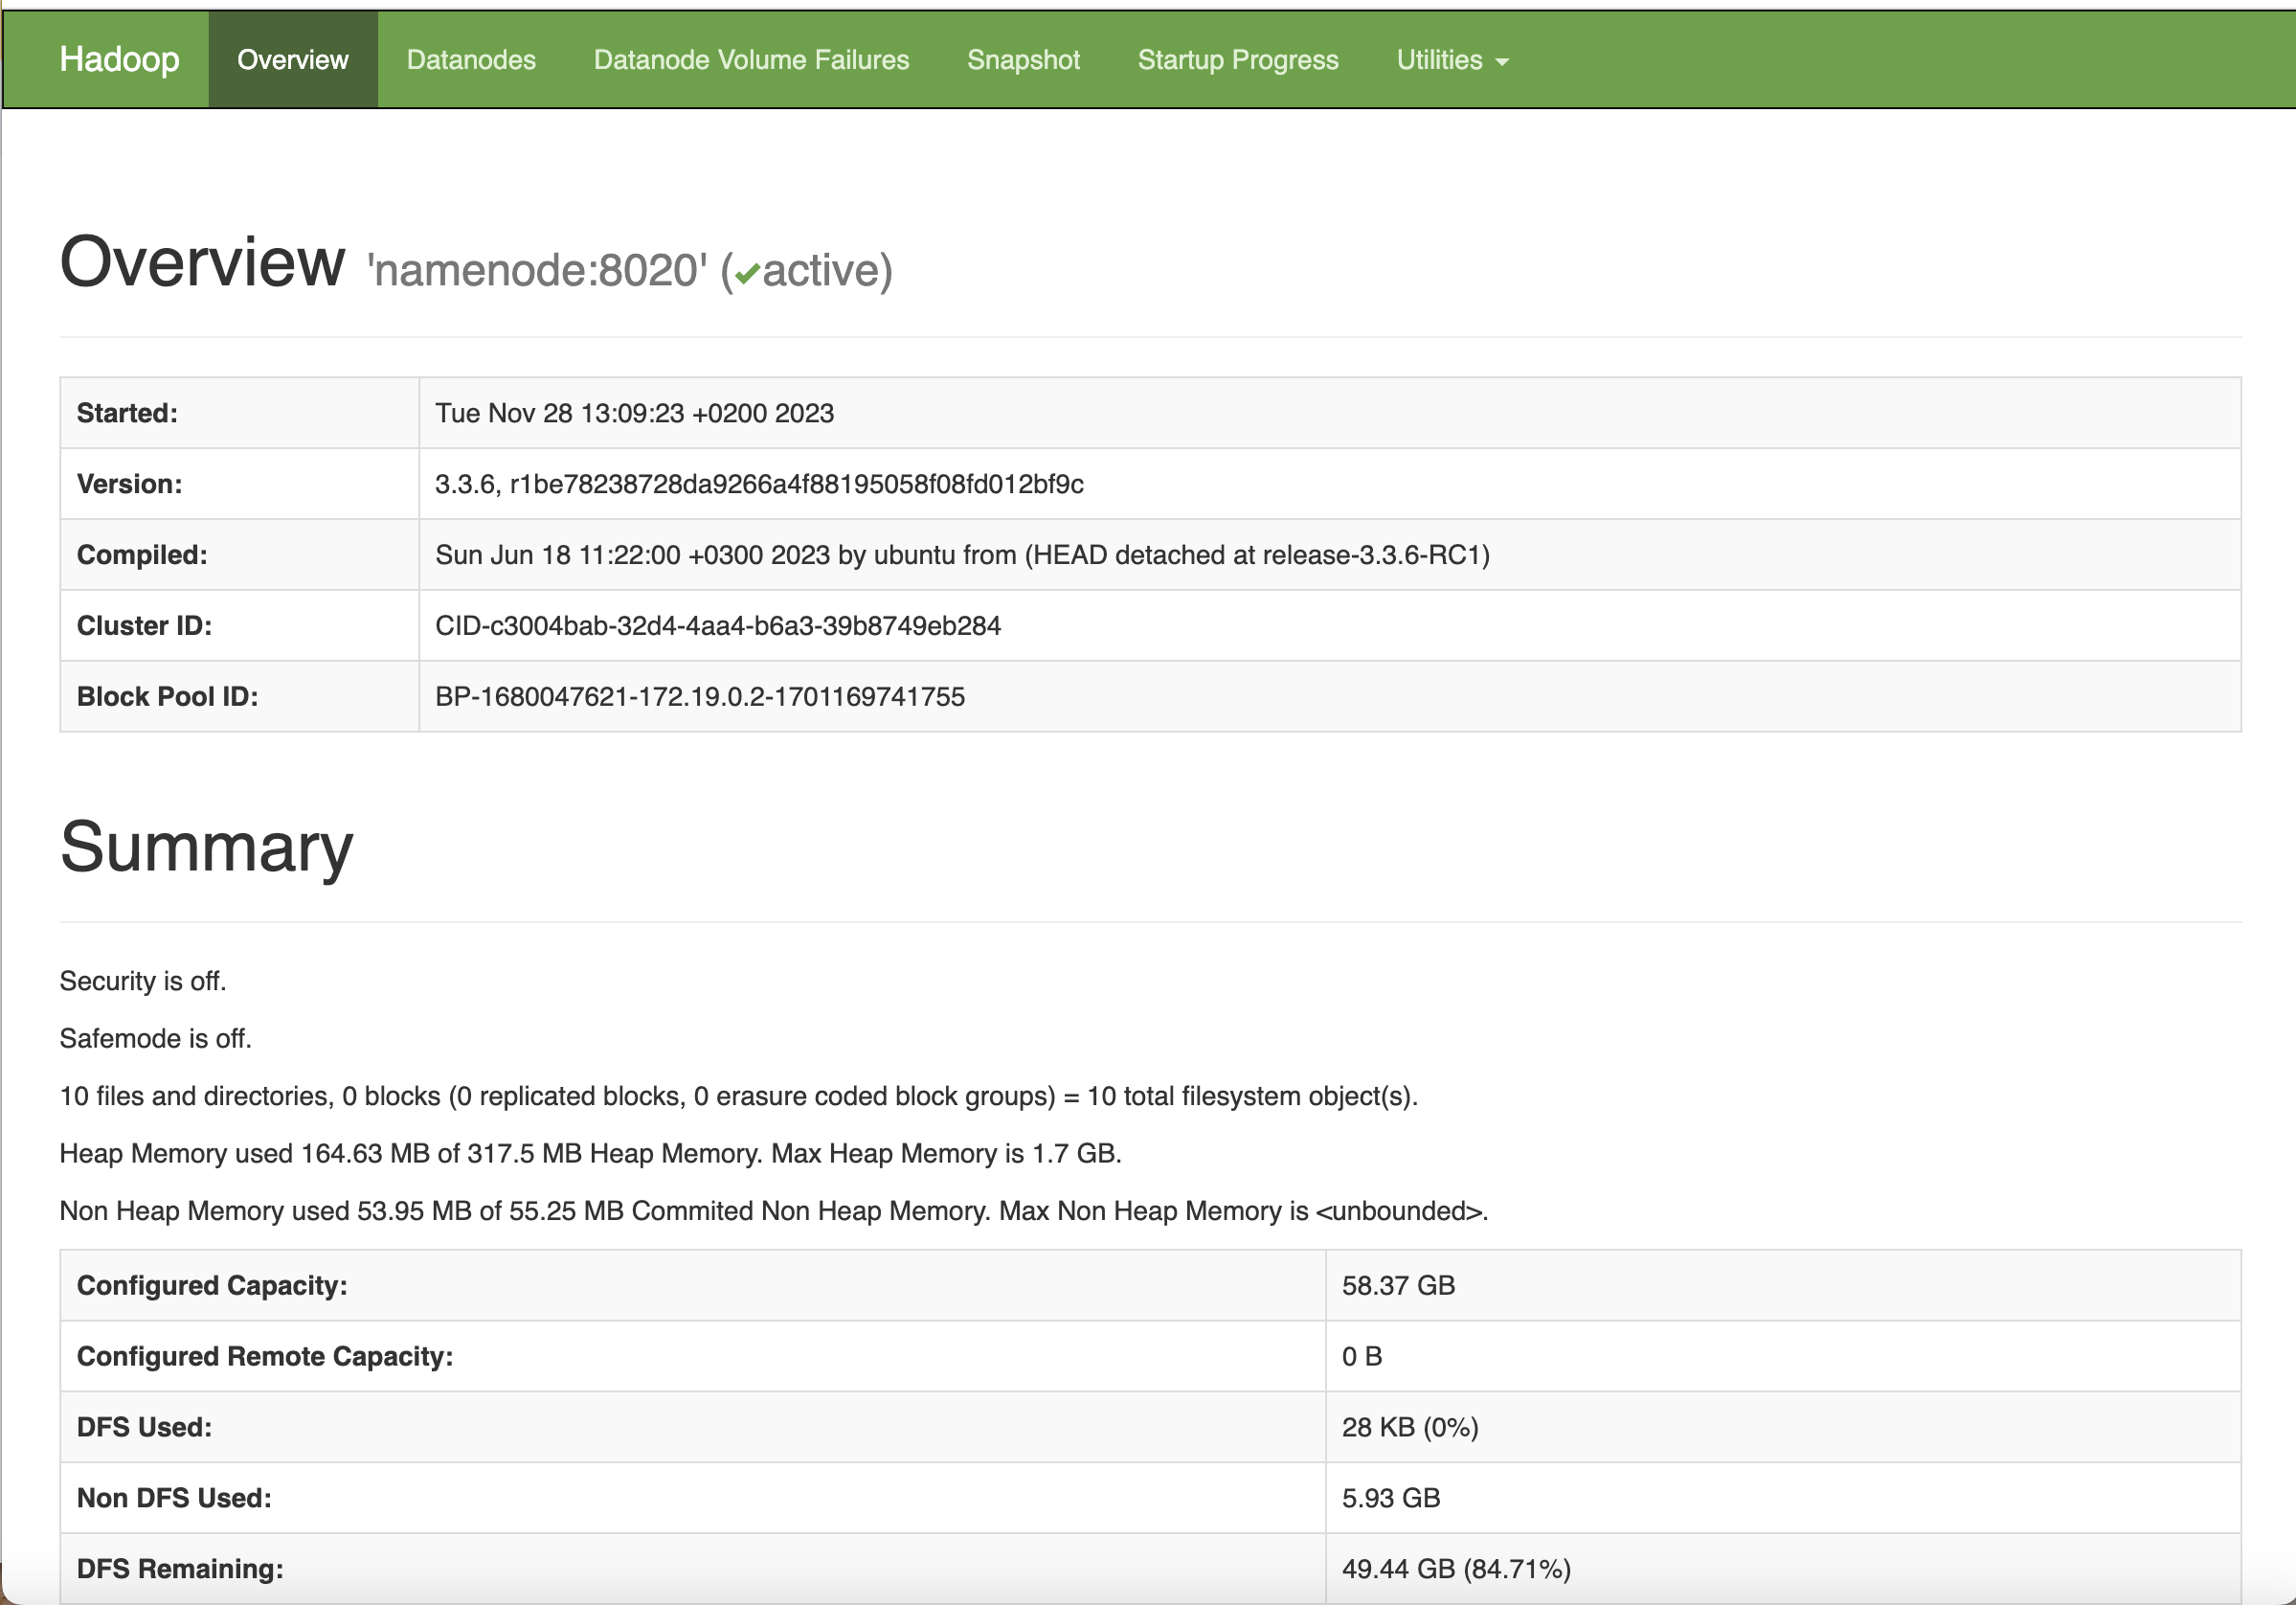 Hadoop Overview Datanodes Datanode Volume Failures Snapshot Startup Progress Utilities
Overview 'namenode:8020' (✔active)
Started: Tue Nov 28 13:09:23 +0200 2023
Version: 3.3.6, r1be78238728da9266a4f88195058f08fd012bf9c
Compiled: Sun Jun 18 11:22:00 +0300 2023 by ubuntu from (HEAD detached at release-3.3.6-RC1)
Cluster ID: CID-c3004bab-32d4-4aa4-b6a3-39b8749eb284
Block Pool ID: BP-1680047621-172.19.0.2-1701169741755
Summary
Security is off.
Safemode is off.
10 files and directories, 0 blocks (0 replicated blocks, 0 erasure coded block groups) = 10 total filesystem object(s).
Heap Memory used 164.63 MB of 317.5 MB Heap Memory. Max Heap Memory is 1.7 GB.
Non Heap Memory used 53.95 MB of 55.25 MB Commited Non Heap Memory. Max Non Heap Memory is <unbounded>.
Configured Capacity: 58.37 GB
Configured Remote Capacity: 0 B
DFS Used: 28 KB (0%)
Non DFS Used: 5.93 GB
DFS Remaining: 49.44 GB (84.71%)